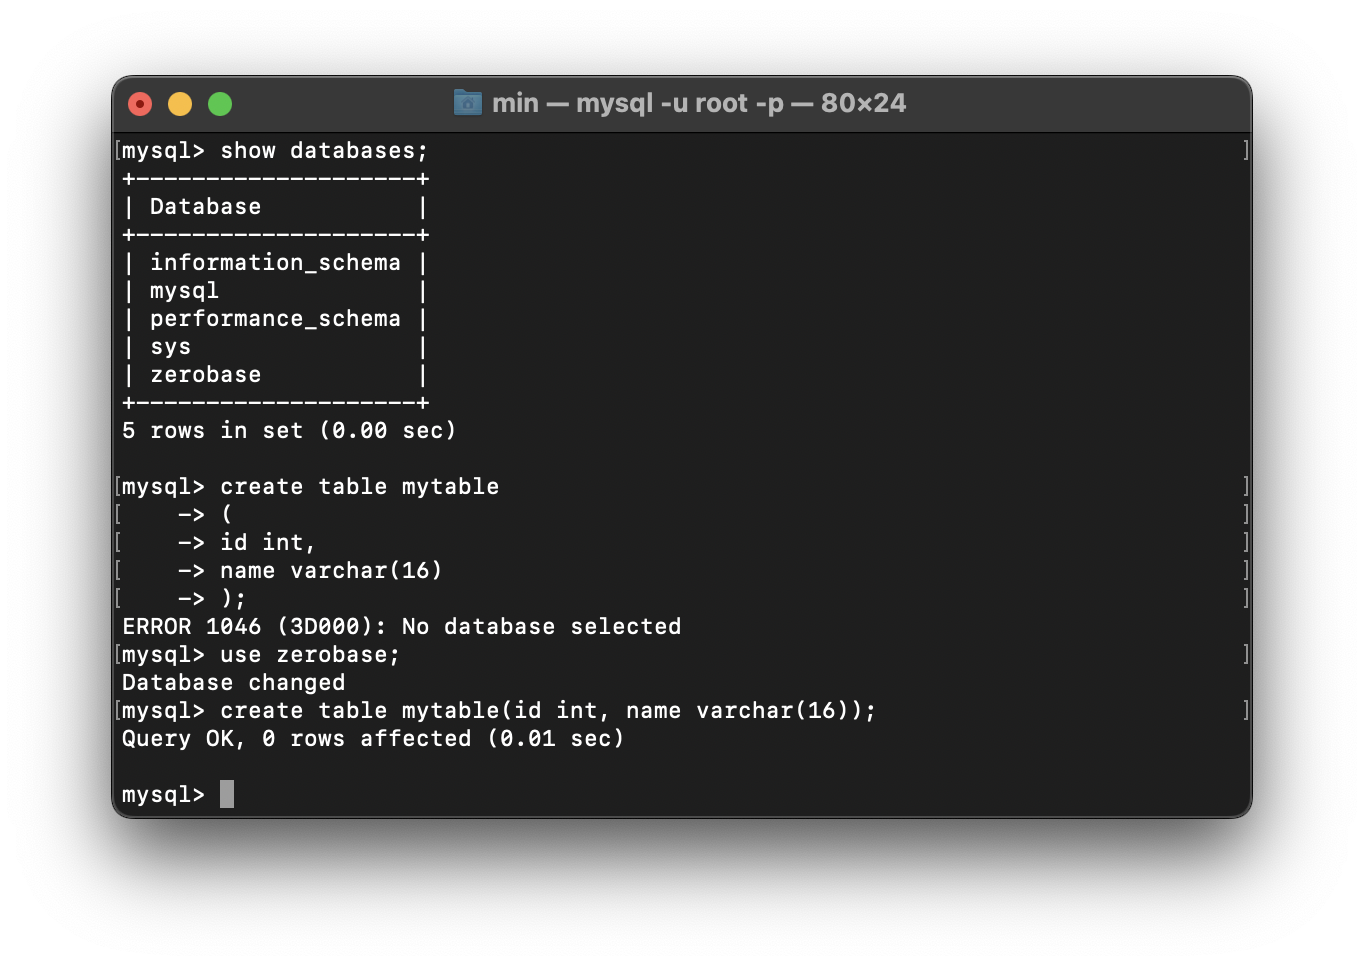 min — mysql -u root -p — 80×24
[mysql> show databases; ]
+--------------------+
| Database           |
+--------------------+
| information_schema |
| mysql              |
| performance_schema |
| sys                |
| zerobase           |
+--------------------+
5 rows in set (0.00 sec)
[mysql> create table mytable ]
[    -> ( ]
[    -> id int, ]
[    -> name varchar(16) ]
[    -> ); ]
ERROR 1046 (3D000): No database selected
[mysql> use zerobase; ]
Database changed
[mysql> create table mytable(id int, name varchar(16)); ]
Query OK, 0 rows affected (0.01 sec)
mysql>